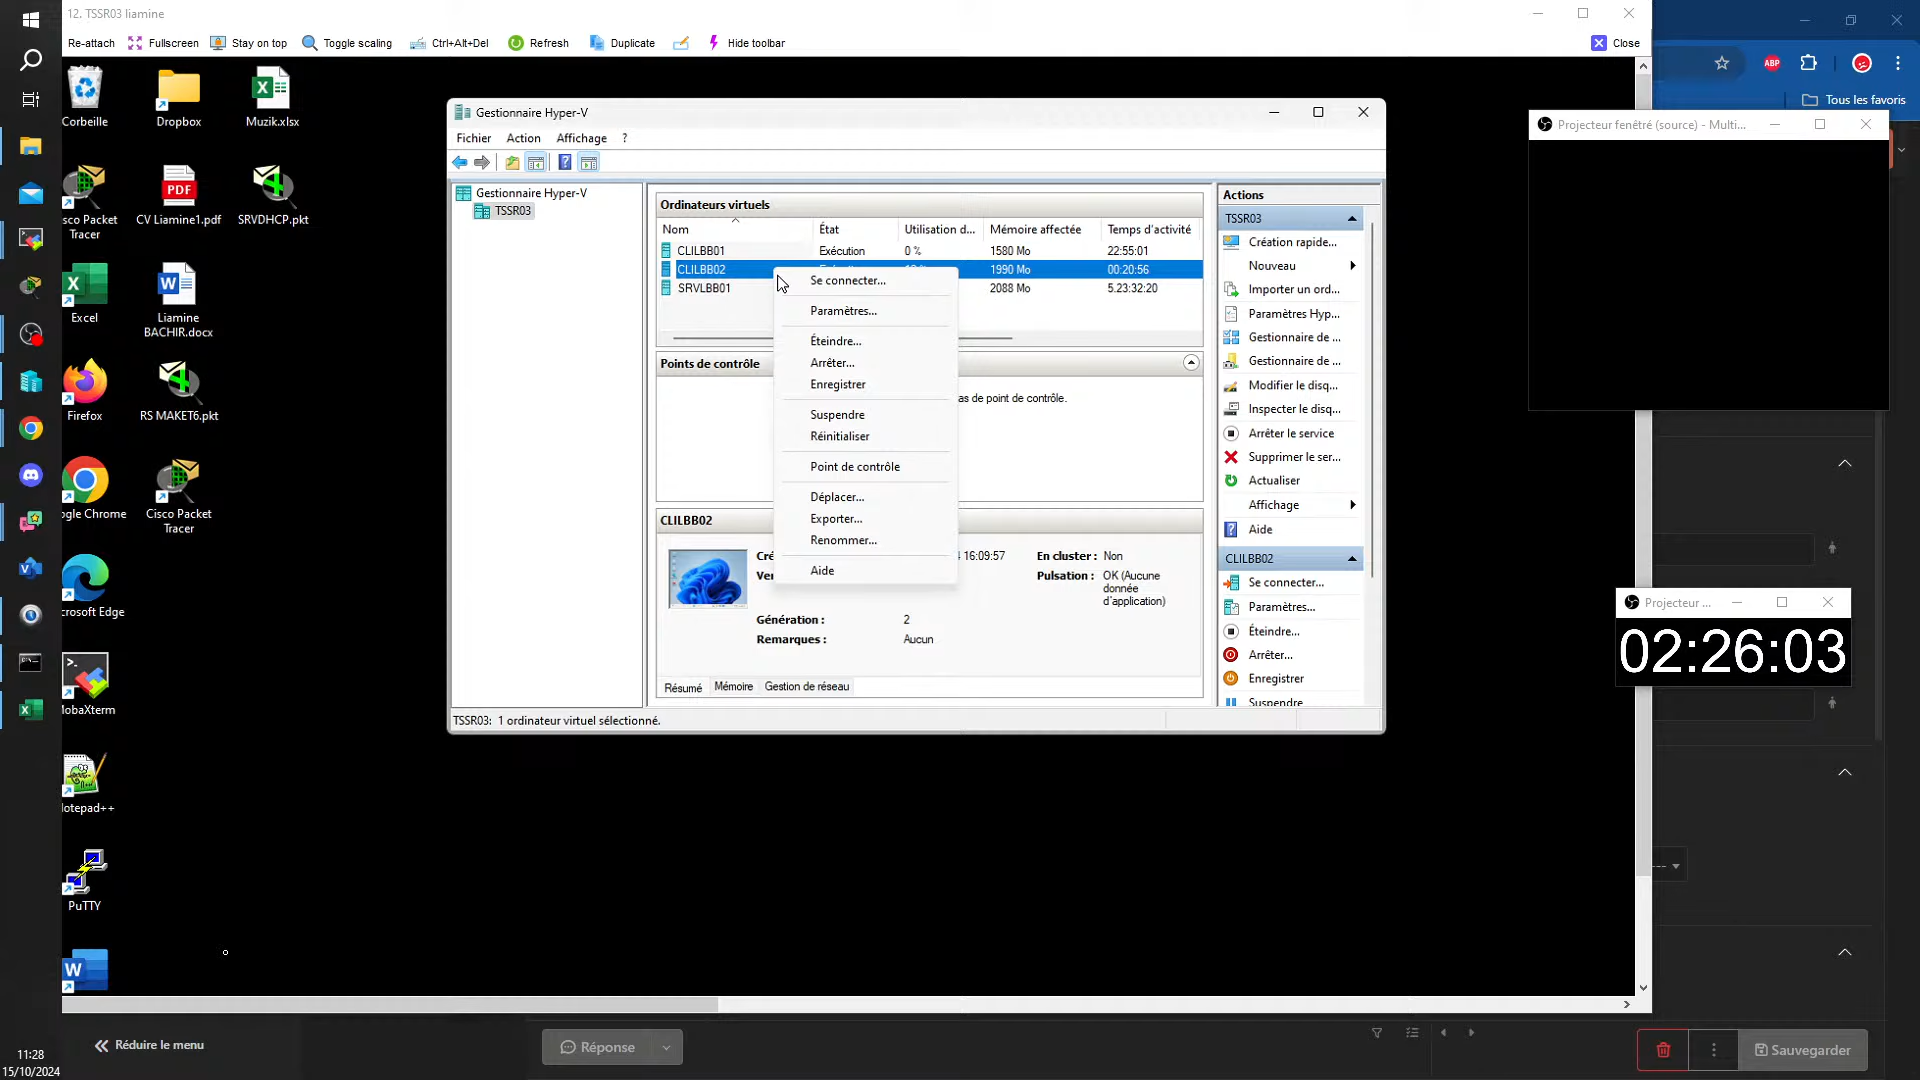 12. TSSR03 liamine
Re-attach
Fullscreen
Stay on top
Toggle scaling
Ctrl+Alt+Del
Refresh
Duplicate
Hide toolbar
Close
ABP
Tous les favoris
Corbeille
Dropbox
Muzik.xlsx
sco Packet
Tracer
CV Liamine1.pdf
SRVDHCP.pkt
Excel
Liamine
BACHIR.docx
Firefox
RS MAKET6.pkt
ogle Chrome
Cisco Packet
Tracer
crosoft Edge
MobaXterm
Notepad++
PuTTY
PDF
Gestionnaire Hyper-V
Fichier
Action
Affichage
?
Gestionnaire Hyper-V
TSSR03
Ordinateurs virtuels
Nom
État
Utilisation d...
Mémoire affectée
Temps d'activité
CLILBB01
Exécution
0 %
1580 Mo
22:55:01
CLILBB02
1990 Mo
00:20:56
SRVLBB01
2088 Mo
5.23:32:20
Se connecter...
Paramètres...
Éteindre...
Arrêter...
Enregistrer
Suspendre
Réinitialiser
Point de contrôle
Déplacer...
Exporter...
Renommer...
Aide
Points de contrôle
as de point de contrôle.
CLILBB02
Cré
16:09:57
En cluster :
Non
Ve
Pulsation :
OK (Aucune
donnée
d'application)
Génération :
2
Remarques :
Aucun
Résumé
Mémoire
Gestion de réseau
TSSR03: 1 ordinateur virtuel sélectionné.
Actions
TSSR03
Création rapide...
Nouveau
Importer un ord...
Paramètres Hyp...
Gestionnaire de ...
Gestionnaire de ...
Modifier le disq...
Inspecter le disq...
Arrêter le service
Supprimer le ser...
Actualiser
Affichage
Aide
CLILBB02
Se connecter...
Paramètres...
Éteindre...
Arrêter...
Enregistrer
Suspendre
Projecteur fenêtré (source) - Multi...
Projecteur ...
02:26:03
Réduire le menu
Réponse
Sauvegarder
11:28
15/10/2024